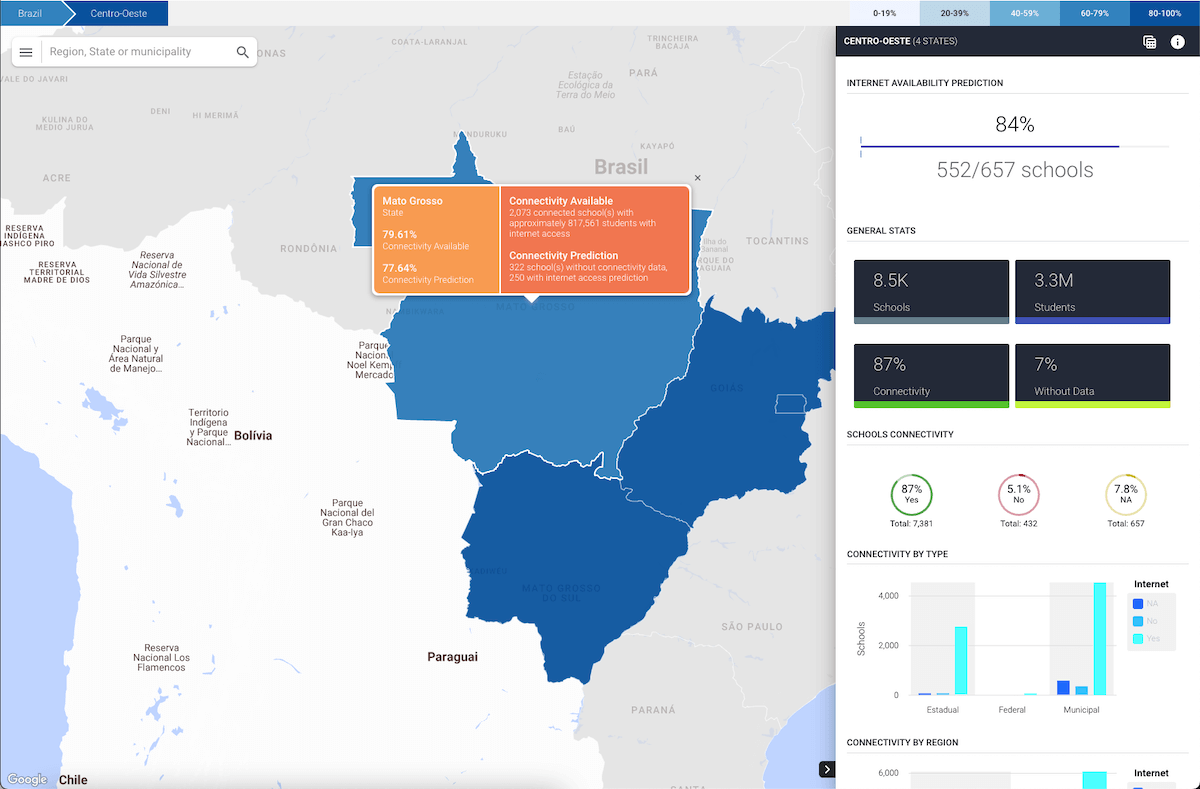 Brazil
Centro-Oeste
0-19%
20-39%
40-59%
60-79%
80-100%
Region, State or municipality
CENTRO-OESTE (4 STATES)
INTERNET AVAILABILITY PREDICTION
84%
552/657 schools
GENERAL STATS
8.5K
Schools
3.3M
Students
87%
Connectivity
7%
Without Data
SCHOOLS CONNECTIVITY
87%
Yes
Total: 7,381
5.1%
No
Total: 432
7.8%
NA
Total: 657
CONNECTIVITY BY TYPE
Schools
4,000
2,000
0
Estadual
Federal
Municipal
Internet
NA
No
Yes
CONNECTIVITY BY REGION
6,000
Internet
Mato Grosso
State
79.61%
Connectivity Available
77.64%
Connectivity Prediction
Connectivity Available
2,073 connected school(s) with
approximately 817,561 students with
internet access
Connectivity Prediction
322 school(s) without connectivity data,
250 with internet access prediction
COATA-LARANJAL
TRINCHEIRA
BACAJA
ONAS
VALE DO JAVARI
Estação
Ecológica da
Terra do Meio
PARÁ
KULINA DO
MEDIO JURUA
DENI
HI MERIMÃ
MUNDURUKU
BAÚ
KAYAPÓ
Brasil
ACRE
RESERVA
INDÍGENA
MASHCO PIRO
RESERVA
TERRITORIAL
MADRE DE DIOS
Reserva
Nacional de
Vida Silvestre
Amazónica...
RONDÔNIA
Ilha do
Bananal
TOCANTINS
RQUE DO
AGUAIA
MATO GROSSO
Parque
Nacional y
Área Natural
de Manejo...
Parque
Nacion.
Noel Kemp
Mercado
GOIÁS
Territorio
Indígena
y Parque
Nacional...
Bolívia
Parque
Nacional del
Gran Chaco
Kaa-Iya
MATO GROSSO
DO SUL
SÃO PAULO
Paraguai
Reserva
Nacional Los
Flamencos
PARANÁ
Google
Chile
SANTA